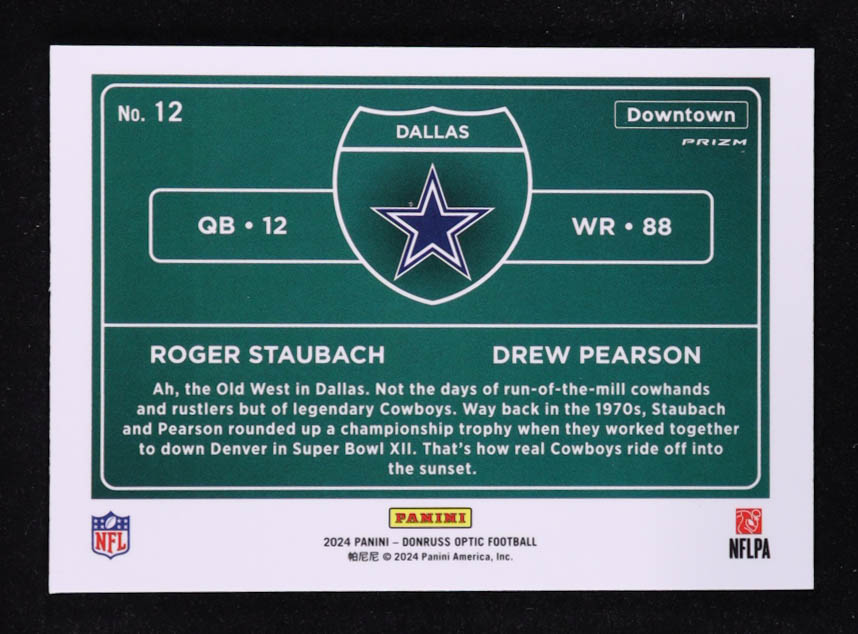 No. 12
Downtown
PRIZM
DALLAS
QB • 12
WR • 88
ROGER STAUBACH
DREW PEARSON
Ah, the Old West in Dallas. Not the days of run-of-the-mill cowhands
and rustlers but of legendary Cowboys. Way back in the 1970s, Staubach
and Pearson rounded up a championship trophy when they worked together
to down Denver in Super Bowl XII. That's how real Cowboys ride off into
the sunset.
NFL
PANINI
2024 PANINI – DONRUSS OPTIC FOOTBALL
帕尼尼 © 2024 Panini America, Inc.
NFLPA